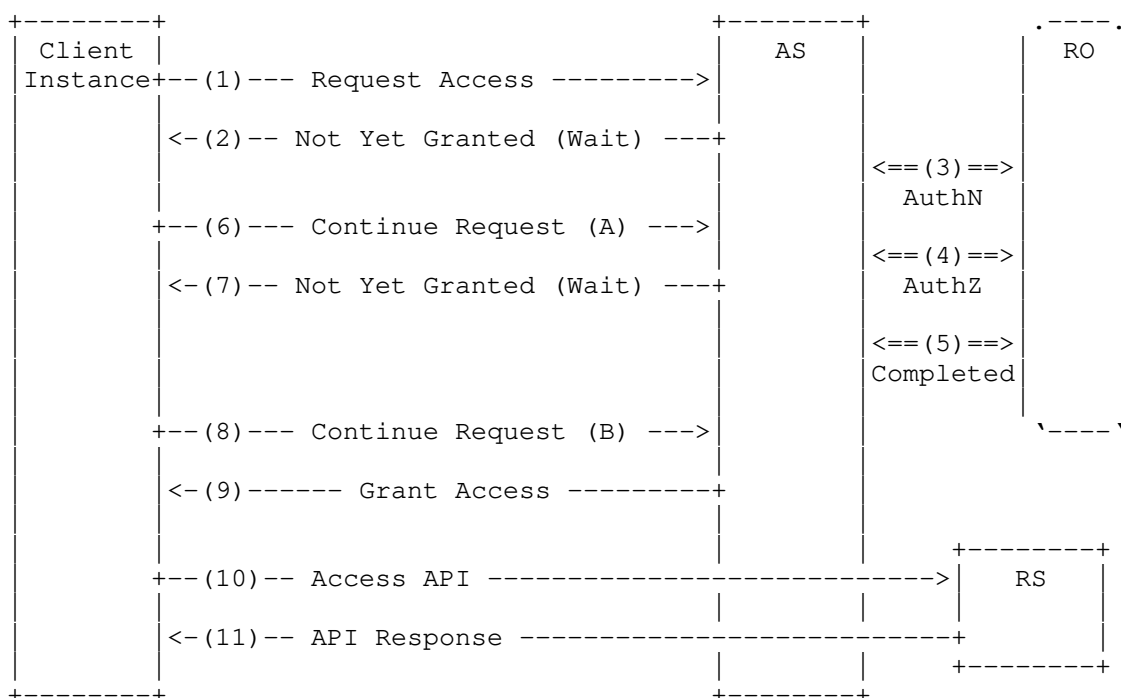 Client AS RO
Instance (1) Request Access
(2) Not Yet Granted (Wait)
(3)
AuthN
(6) Continue Request (A)
(4)
(7) Not Yet Granted (Wait) AuthZ
(5)
Completed
(8) Continue Request (B)
(9) Grant Access
(10) Access API RS
(11) API Response